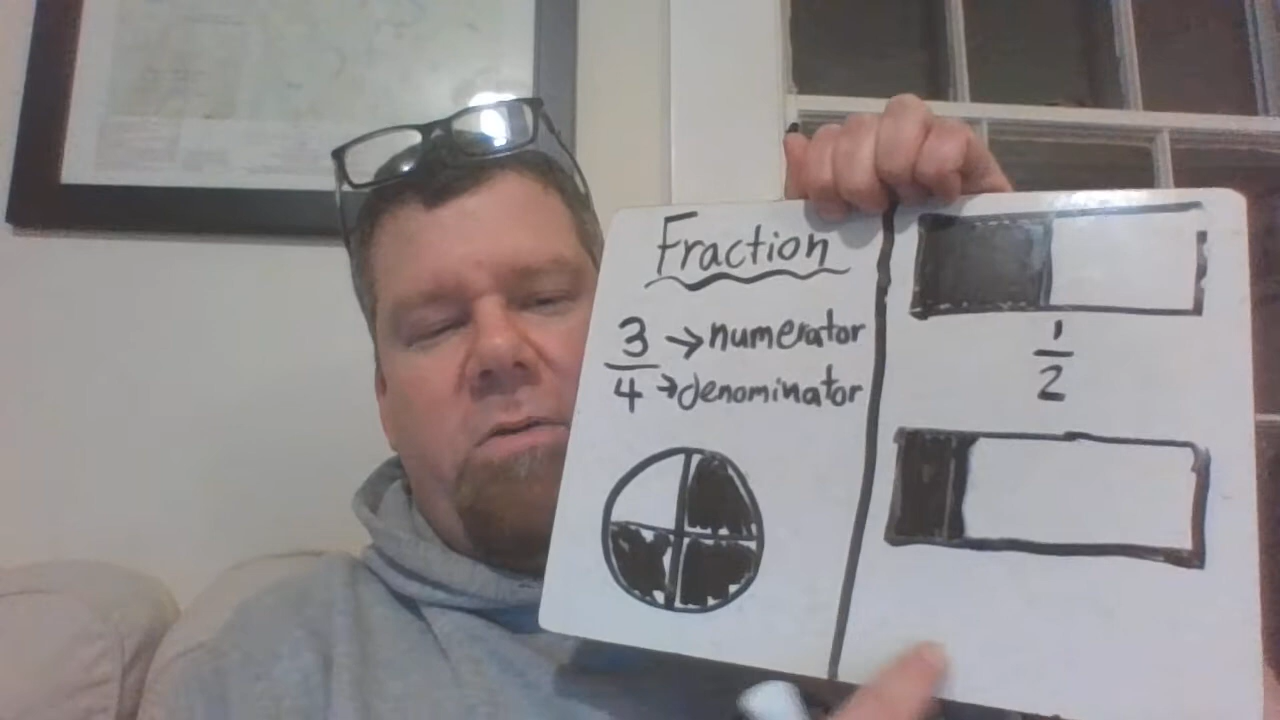 Fraction
3 → numerator
4 → denominator
1
2